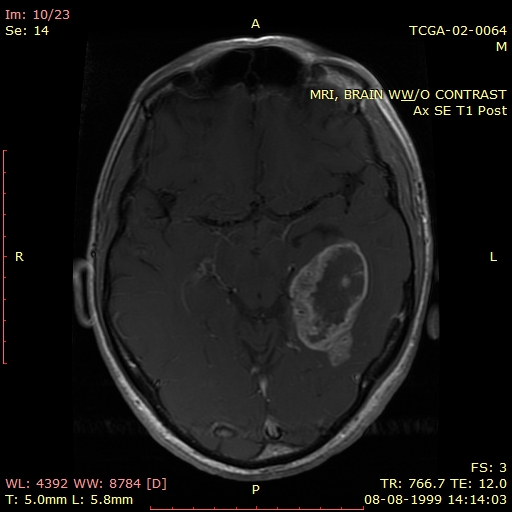 Im: 10/23
Se: 14
A
TCGA-02-0064
M
MRI, BRAIN WW/O CONTRAST
Ax SE T1 Post
R
L
WL: 4392 WW: 8784 [D]
T: 5.0mm L: 5.8mm
P
FS: 3
TR: 766.7 TE: 12.0
08-08-1999 14:14:03